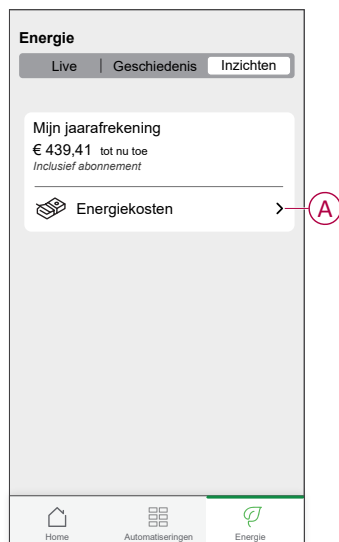 Energie
Live | Geschiedenis Inzichten
Mijn jaarafrekening
€ 439,41 tot nu toe
Inclusief abonnement
Energiekosten
A
Home Automatiseringen Energie